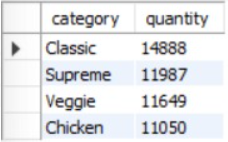 category quantity
Classic 14888
Supreme 11987
Veggie 11649
Chicken 11050